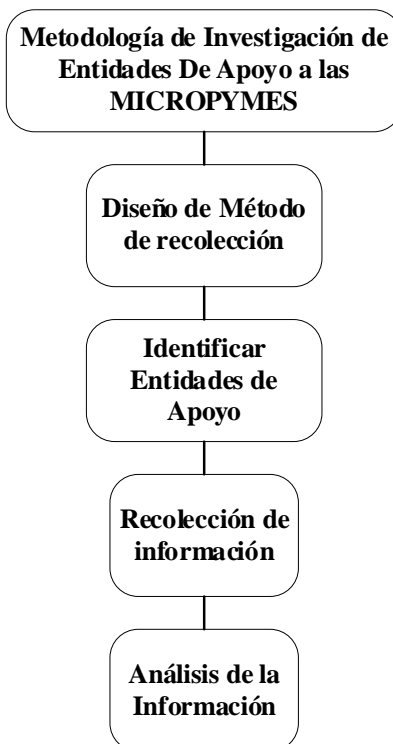 Metodología de Investigación de
Entidades De Apoyo a las
MICROPYMES
Diseño de Método
de recolección
Identificar
Entidades de
Apoyo
Recolección de
información
Análisis de la
Información